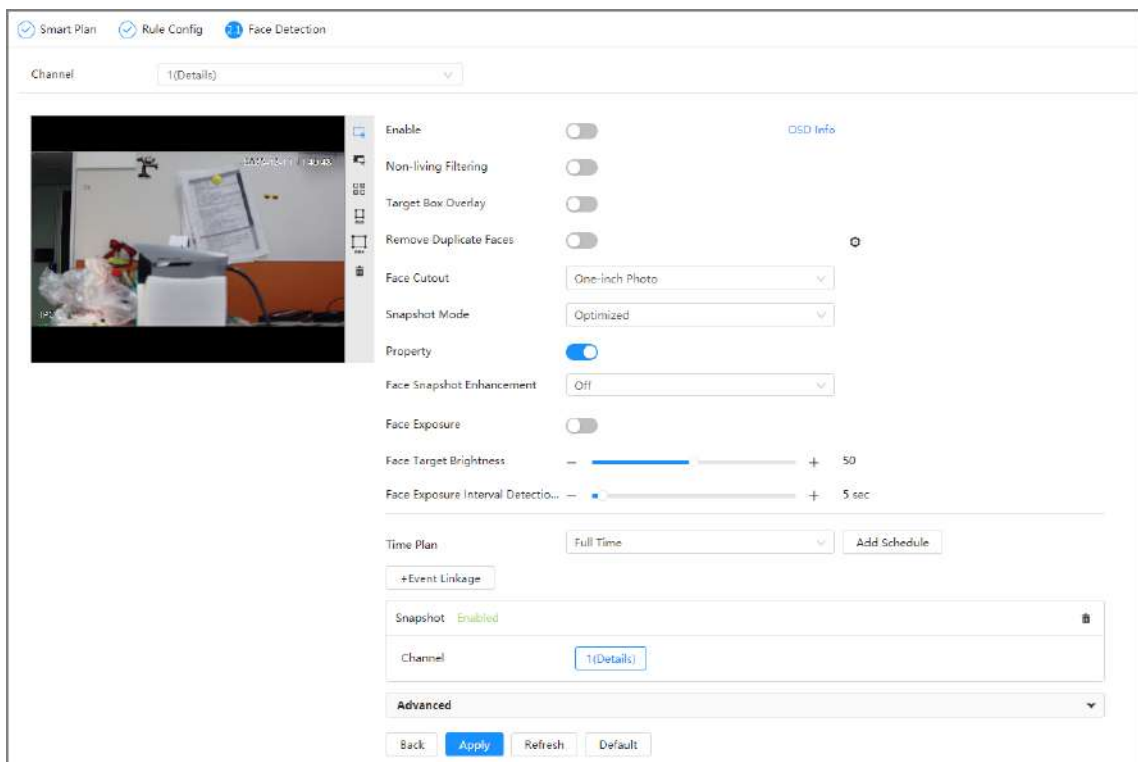 Smart Plan Rule Config 2.1 Face Detection
Channel 1(Details)
Enable OSD Info
Non-living Filtering
Target Box Overlay
Remove Duplicate Faces
Face Cutout One-inch Photo
Snapshot Mode Optimized
Property
Face Snapshot Enhancement Off
Face Exposure
Face Target Brightness − + 50
Face Exposure Interval Detectio... − + 5 sec
Time Plan Full Time Add Schedule
+Event Linkage
Snapshot Enabled
Channel 1(Details)
Advanced
Back Apply Refresh Default